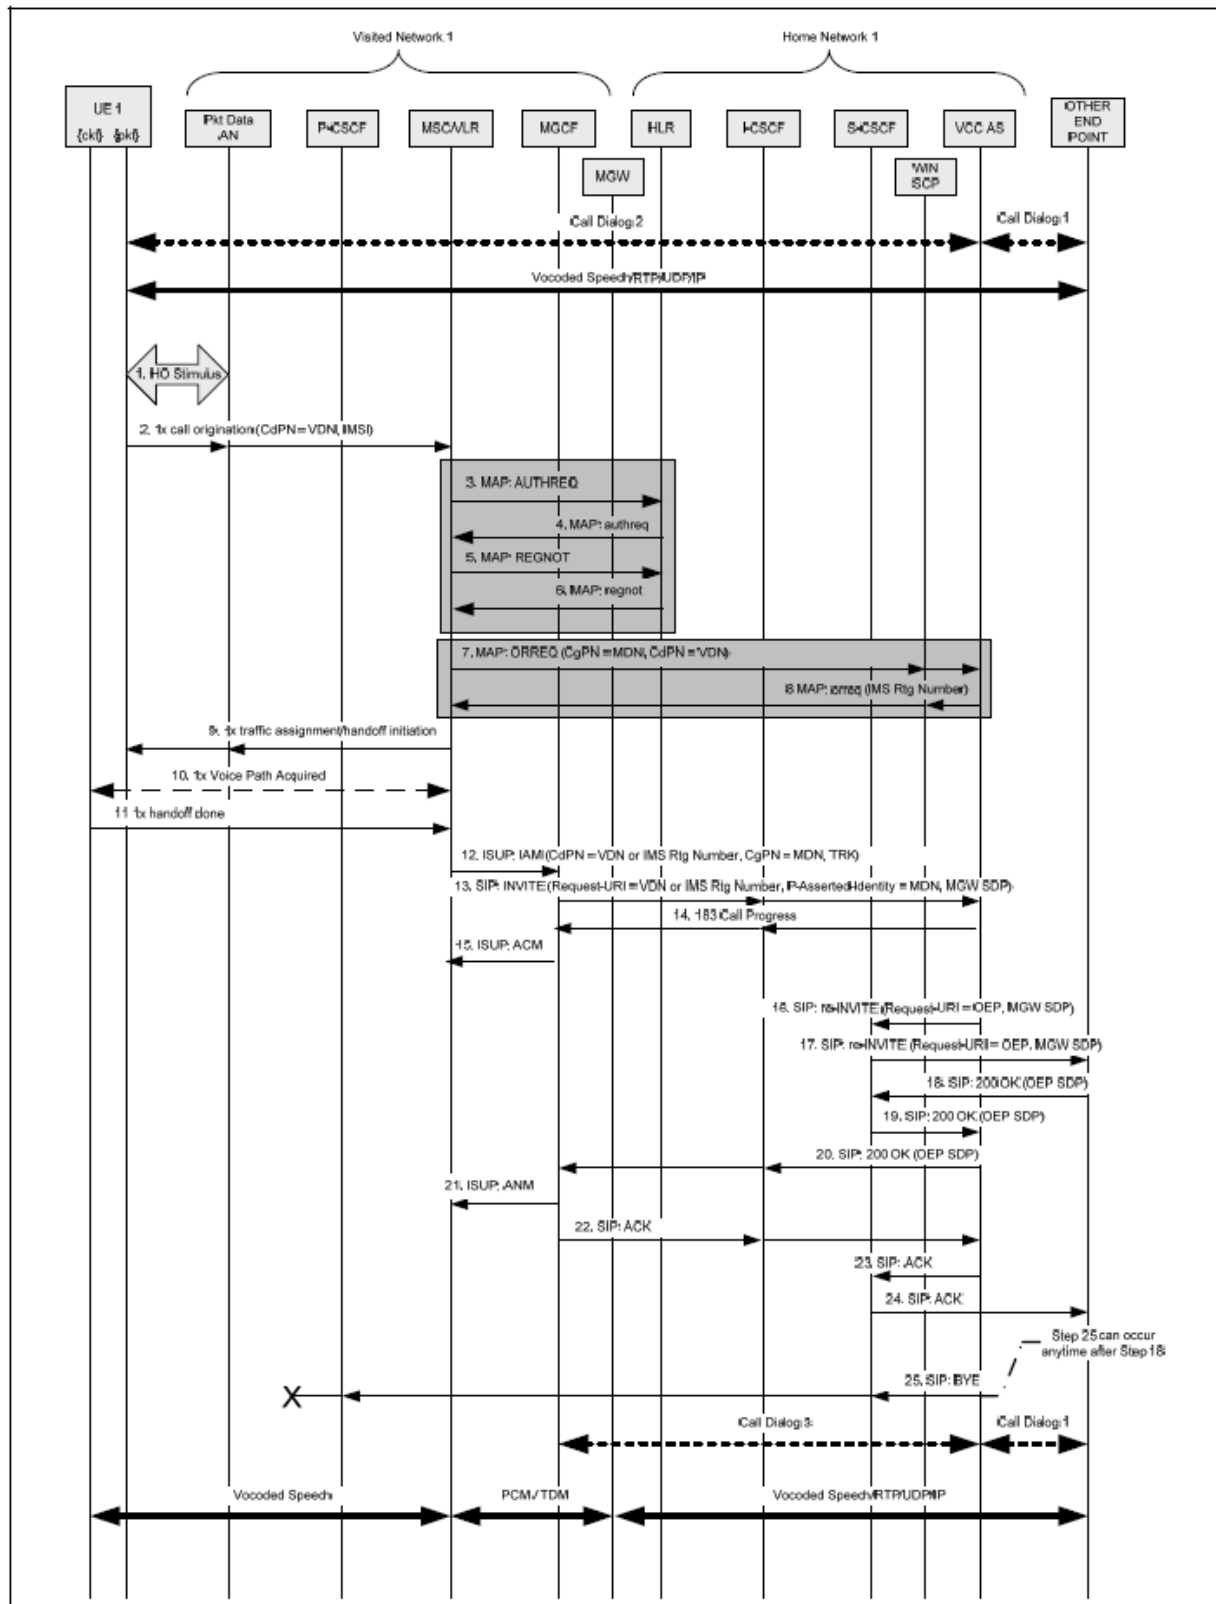 Visited Network 1
Home Network 1
UE 1
{ckt} {pkt}
Pkt Data
AN
P-CSCF
MSC/VLR
MGCF
HLR
I-CSCF
S-CSCF
VCC AS
OTHER
END
POINT
MGW
WIN
SCP
Call Dialog 2
Call Dialog 1
Vocoded Speech/RTP/UDP/IP
1. HO Stimulus
2. 1x call origination (CdPN = VDN, IMSI)
3. MAP: AUTHREQ
4. MAP: authreq
5. MAP: REGNOT
6. MAP: regnot
7. MAP: ORREQ (CgPN = MDN, CdPN = VDN)
8 MAP: orreq (IMS Rtg Number)
9. 1x traffic assignment/handoff initiation
10. 1x Voice Path Acquired
11 1x handoff done
12. ISUP: IAM (CdPN = VDN or IMS Rtg Number, CgPN = MDN, TRK)
13. SIP: INVITE (Request-URI = VDN or IMS Rtg Number, P-Asserted-Identity = MDN, MGW SDP)
14. 183 Call Progress
15. ISUP: ACM
16. SIP: re-INVITE (Request-URI = OEP, MGW SDP)
17. SIP: re-INVITE (Request-URI = OEP, MGW SDP)
18. SIP: 200 OK (OEP SDP)
19. SIP: 200 OK (OEP SDP)
20. SIP: 200 OK (OEP SDP)
21. ISUP: ANM
22. SIP: ACK
23. SIP: ACK
24. SIP: ACK
Step 25 can occur
anytime after Step 18
25. SIP: BYE
X
Call Dialog 3
Call Dialog 1
Vocoded Speech
PCM / TDM
Vocoded Speech/RTP/UDP/IP